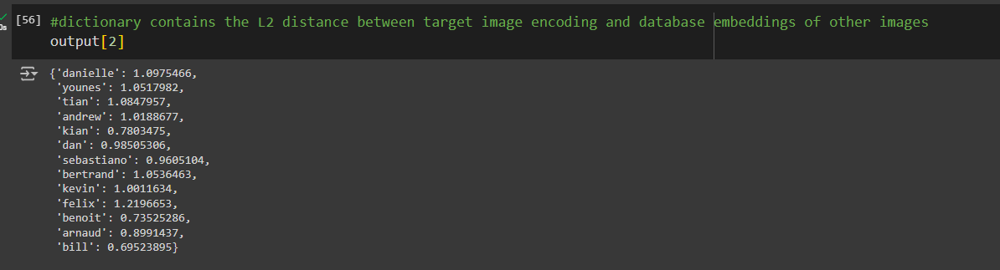 [56] #dictionary contains the L2 distance between target image encoding and database embeddings of other images
output[2]
{'danielle': 1.0975466,
'younes': 1.0517982,
'tian': 1.0847957,
'andrew': 1.0188677,
'kian': 0.7803475,
'dan': 0.98505306,
'sebastiano': 0.9605104,
'bertrand': 1.0536463,
'kevin': 1.0011634,
'felix': 1.2196653,
'benoit': 0.73525286,
'arnaud': 0.8991437,
'bill': 0.69523895}